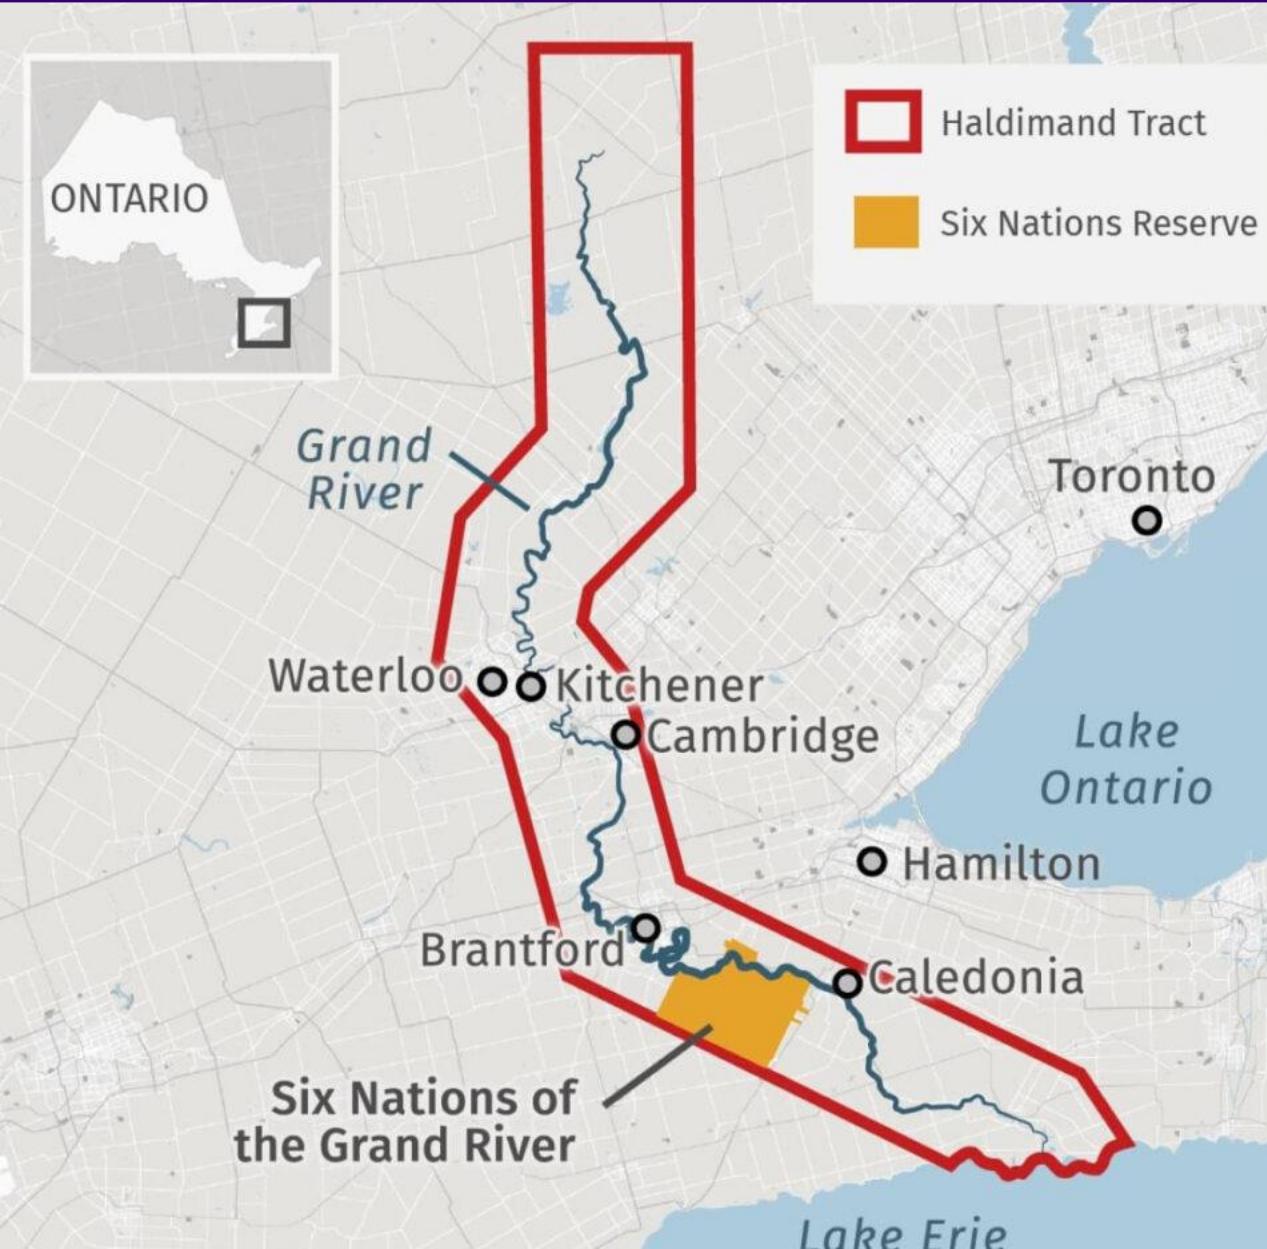 ONTARIO
Haldimand Tract
Six Nations Reserve
Grand
River
Toronto
Waterloo
Kitchener
Cambridge
Lake
Ontario
Hamilton
Brantford
Caledonia
Six Nations of
the Grand River
Lake Erie